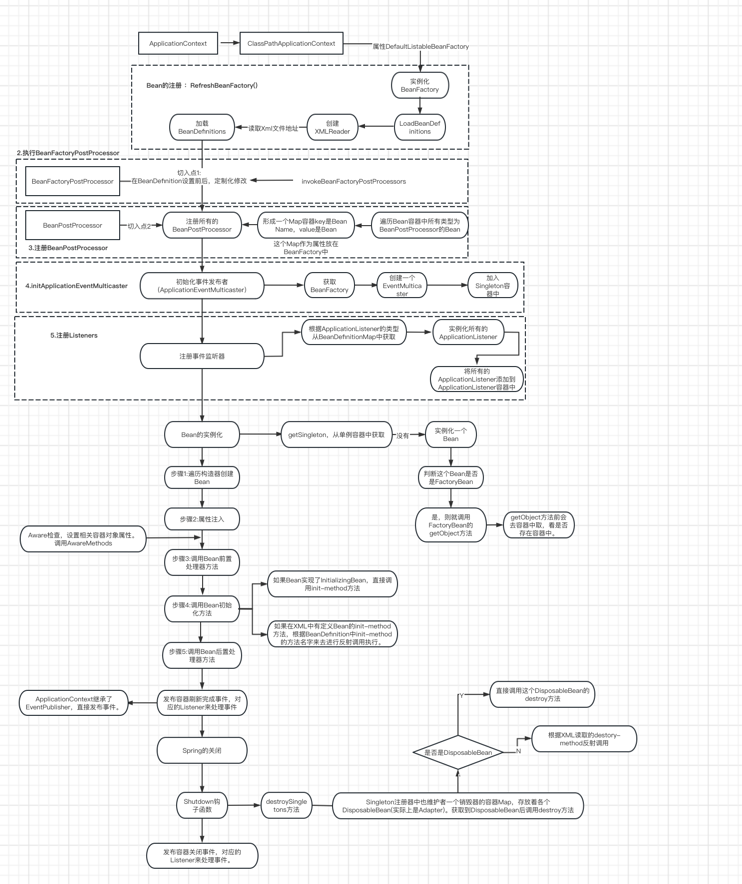 ApplicationContext
ClassPathApplicationContext
属性DefaultListableBeanFactory
Bean的注册 ： RefreshBeanFactory()
实例化
BeanFactory
加载
BeanDefinitions
读取Xml文件地址
创建
XMLReader
LoadBeanDef
initions
2.执行BeanFactoryPostProcessor
BeanFactoryPostProcessor
切入点1:
在BeanDefinition设置前后，定制化修改
invokeBeanFactoryPostProcessors
BeanPostProcessor
切入点2
注册所有的
BeanPostProcessor
形成一个Map容器key是Bean
Name，value是Bean
遍历Bean容器中所有类型为
BeanPostProcessor的Bean
这个Map作为属性放在
BeanFactory中
3.注册BeanPostProcessor
4.initApplicationEventMulticaster
初始化事件发布者
(ApplicationEventMulticaster)
获取
BeanFactory
创建一个
EventMultica
ster
加入
Singleton容
器中
5.注册Listeners
注册事件监听器
根据ApplicationListener的类型
从BeanDefinitionMap中获取
实例化所有的
ApplicationListener
将所有的
ApplicationListener添加到
ApplicationListener容器中
Bean的实例化
getSingleton，从单例容器中获取
没有
实例化一个
Bean
步骤1:遍历构造器创建
Bean
判断这个Bean是否
是FactoryBean
步骤2:属性注入
是，则就调用
FactoryBean的
getObject方法
getObject方法前会
去容器中取，看是否
存在容器中。
Aware检查，设置相关容器对象属性。
调用AwareMethods
步骤3:调用Bean前置
处理器方法
如果Bean实现了InitializingBean，直接调
用init-method方法
步骤4:调用Bean初始
化方法
如果在XML中有定义Bean的init-method
方法，根据BeanDefinition中init-method
的方法名字来去进行反射调用执行。
步骤5:调用Bean后置处
理器方法
ApplicationContext继承了
EventPublisher，直接发布事件。
发布容器刷新完成事件，对
应的Listener来处理事件
Y
直接调用这个DisposableBean的
destroy方法
Spring的关闭
是否是DisposableBean
N
根据XML读取的destory-
method反射调用
Shutdown钩
子函数
destroySingle
tons方法
Singleton注册器中也维护者一个销毁器的容器Map，存放着各个
DisposableBean(实际上是Adapter)。获取到DisposableBean后调用destroy方法
发布容器关闭事件，对应的
Listener来处理事件。